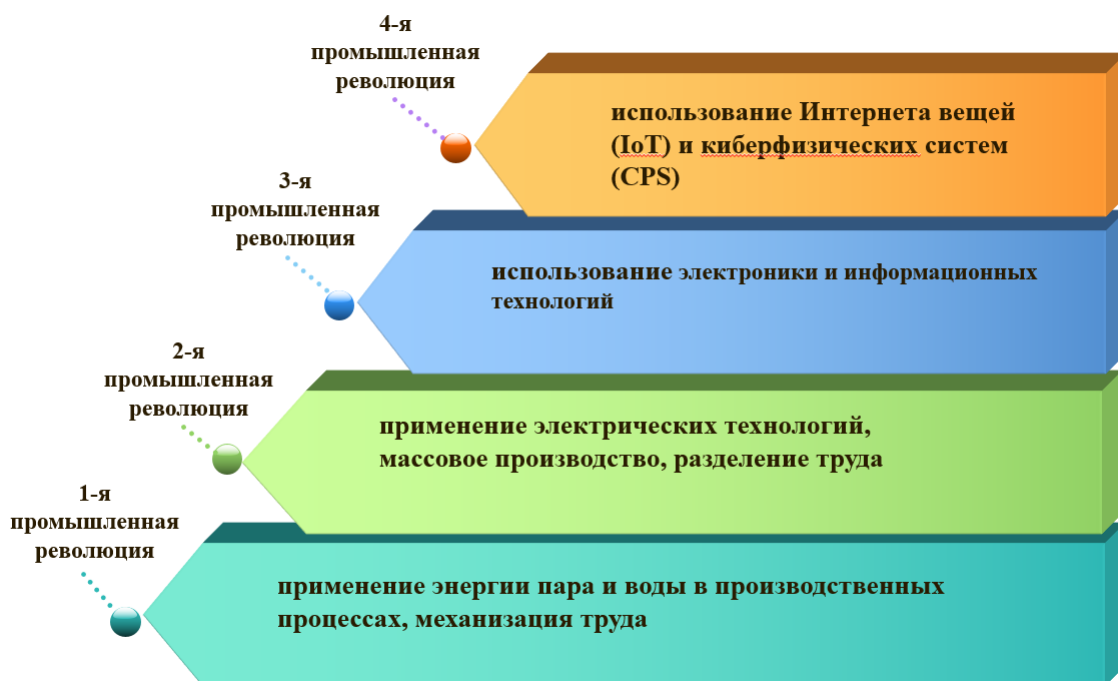 4-я
промышленная
революция
использование Интернета вещей
(IoT) и киберфизических систем
(CPS)
3-я
промышленная
революция
использование электроники и информационных
технологий
2-я
промышленная
революция
применение электрических технологий,
массовое производство, разделение труда
1-я
промышленная
революция
применение энергии пара и воды в производственных
процессах, механизация труда